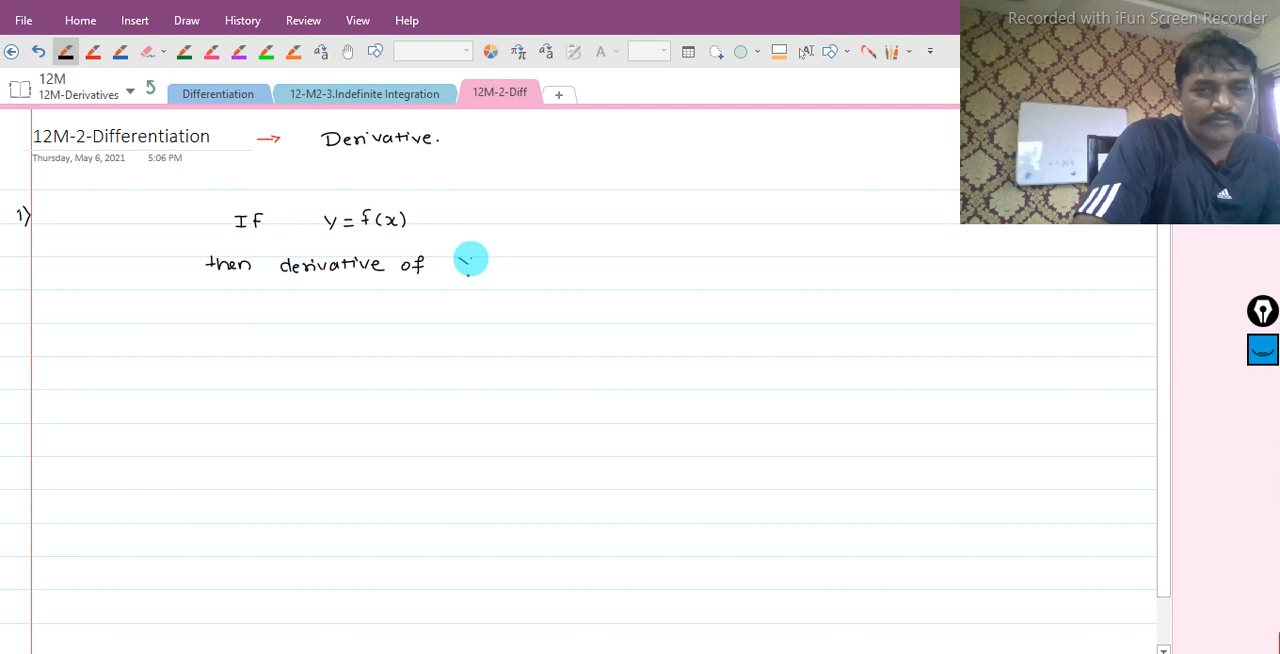 File Home Insert Draw History Review View Help
Recorded with iFun Screen Recorder
12M
12M-Derivatives
Differentiation 12-M2-3.Indefinite Integration 12M-2-Diff +
12M-2-Differentiation → Derivative.
Thursday, May 6, 2021 5:06 PM
1) If y = f(x)
then derivative of